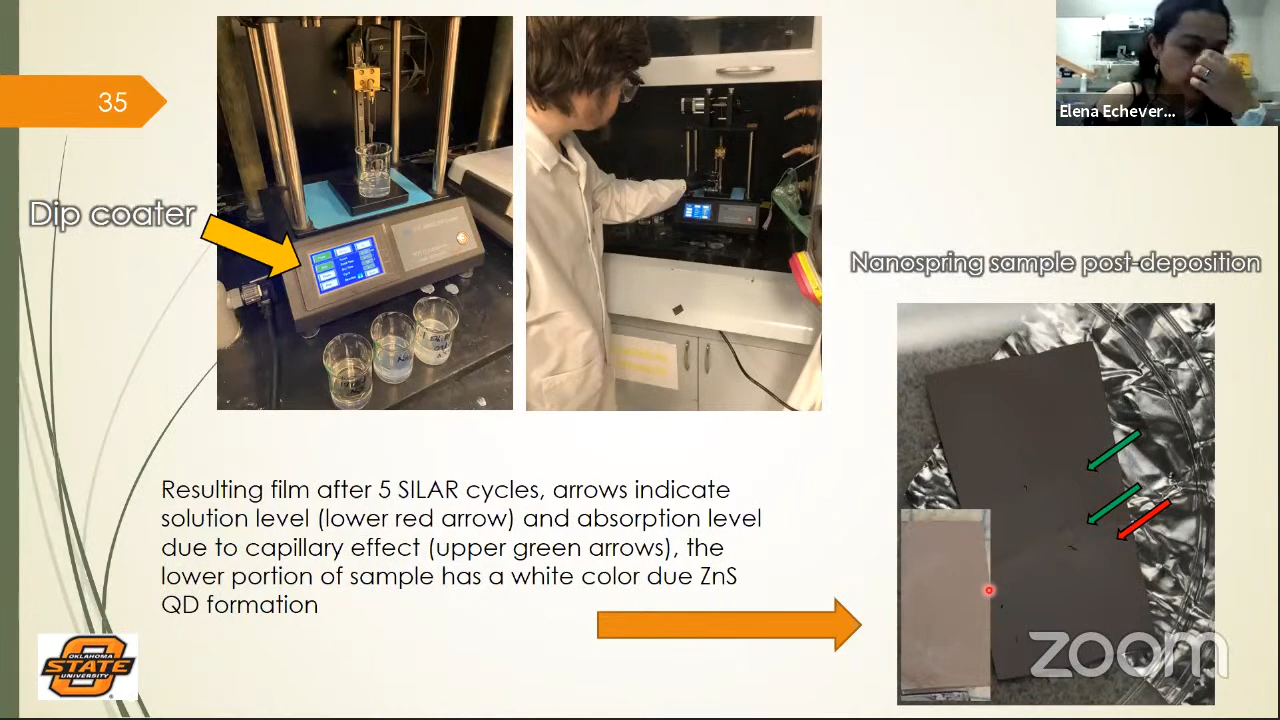 35
Elena Echever...
Dip coater
Nanospring sample post-deposition
Resulting film after 5 SILAR cycles, arrows indicate
solution level (lower red arrow) and absorption level
due to capillary effect (upper green arrows), the
lower portion of sample has a white color due ZnS
QD formation
OKLAHOMA
STATE
UNIVERSITY
zoom